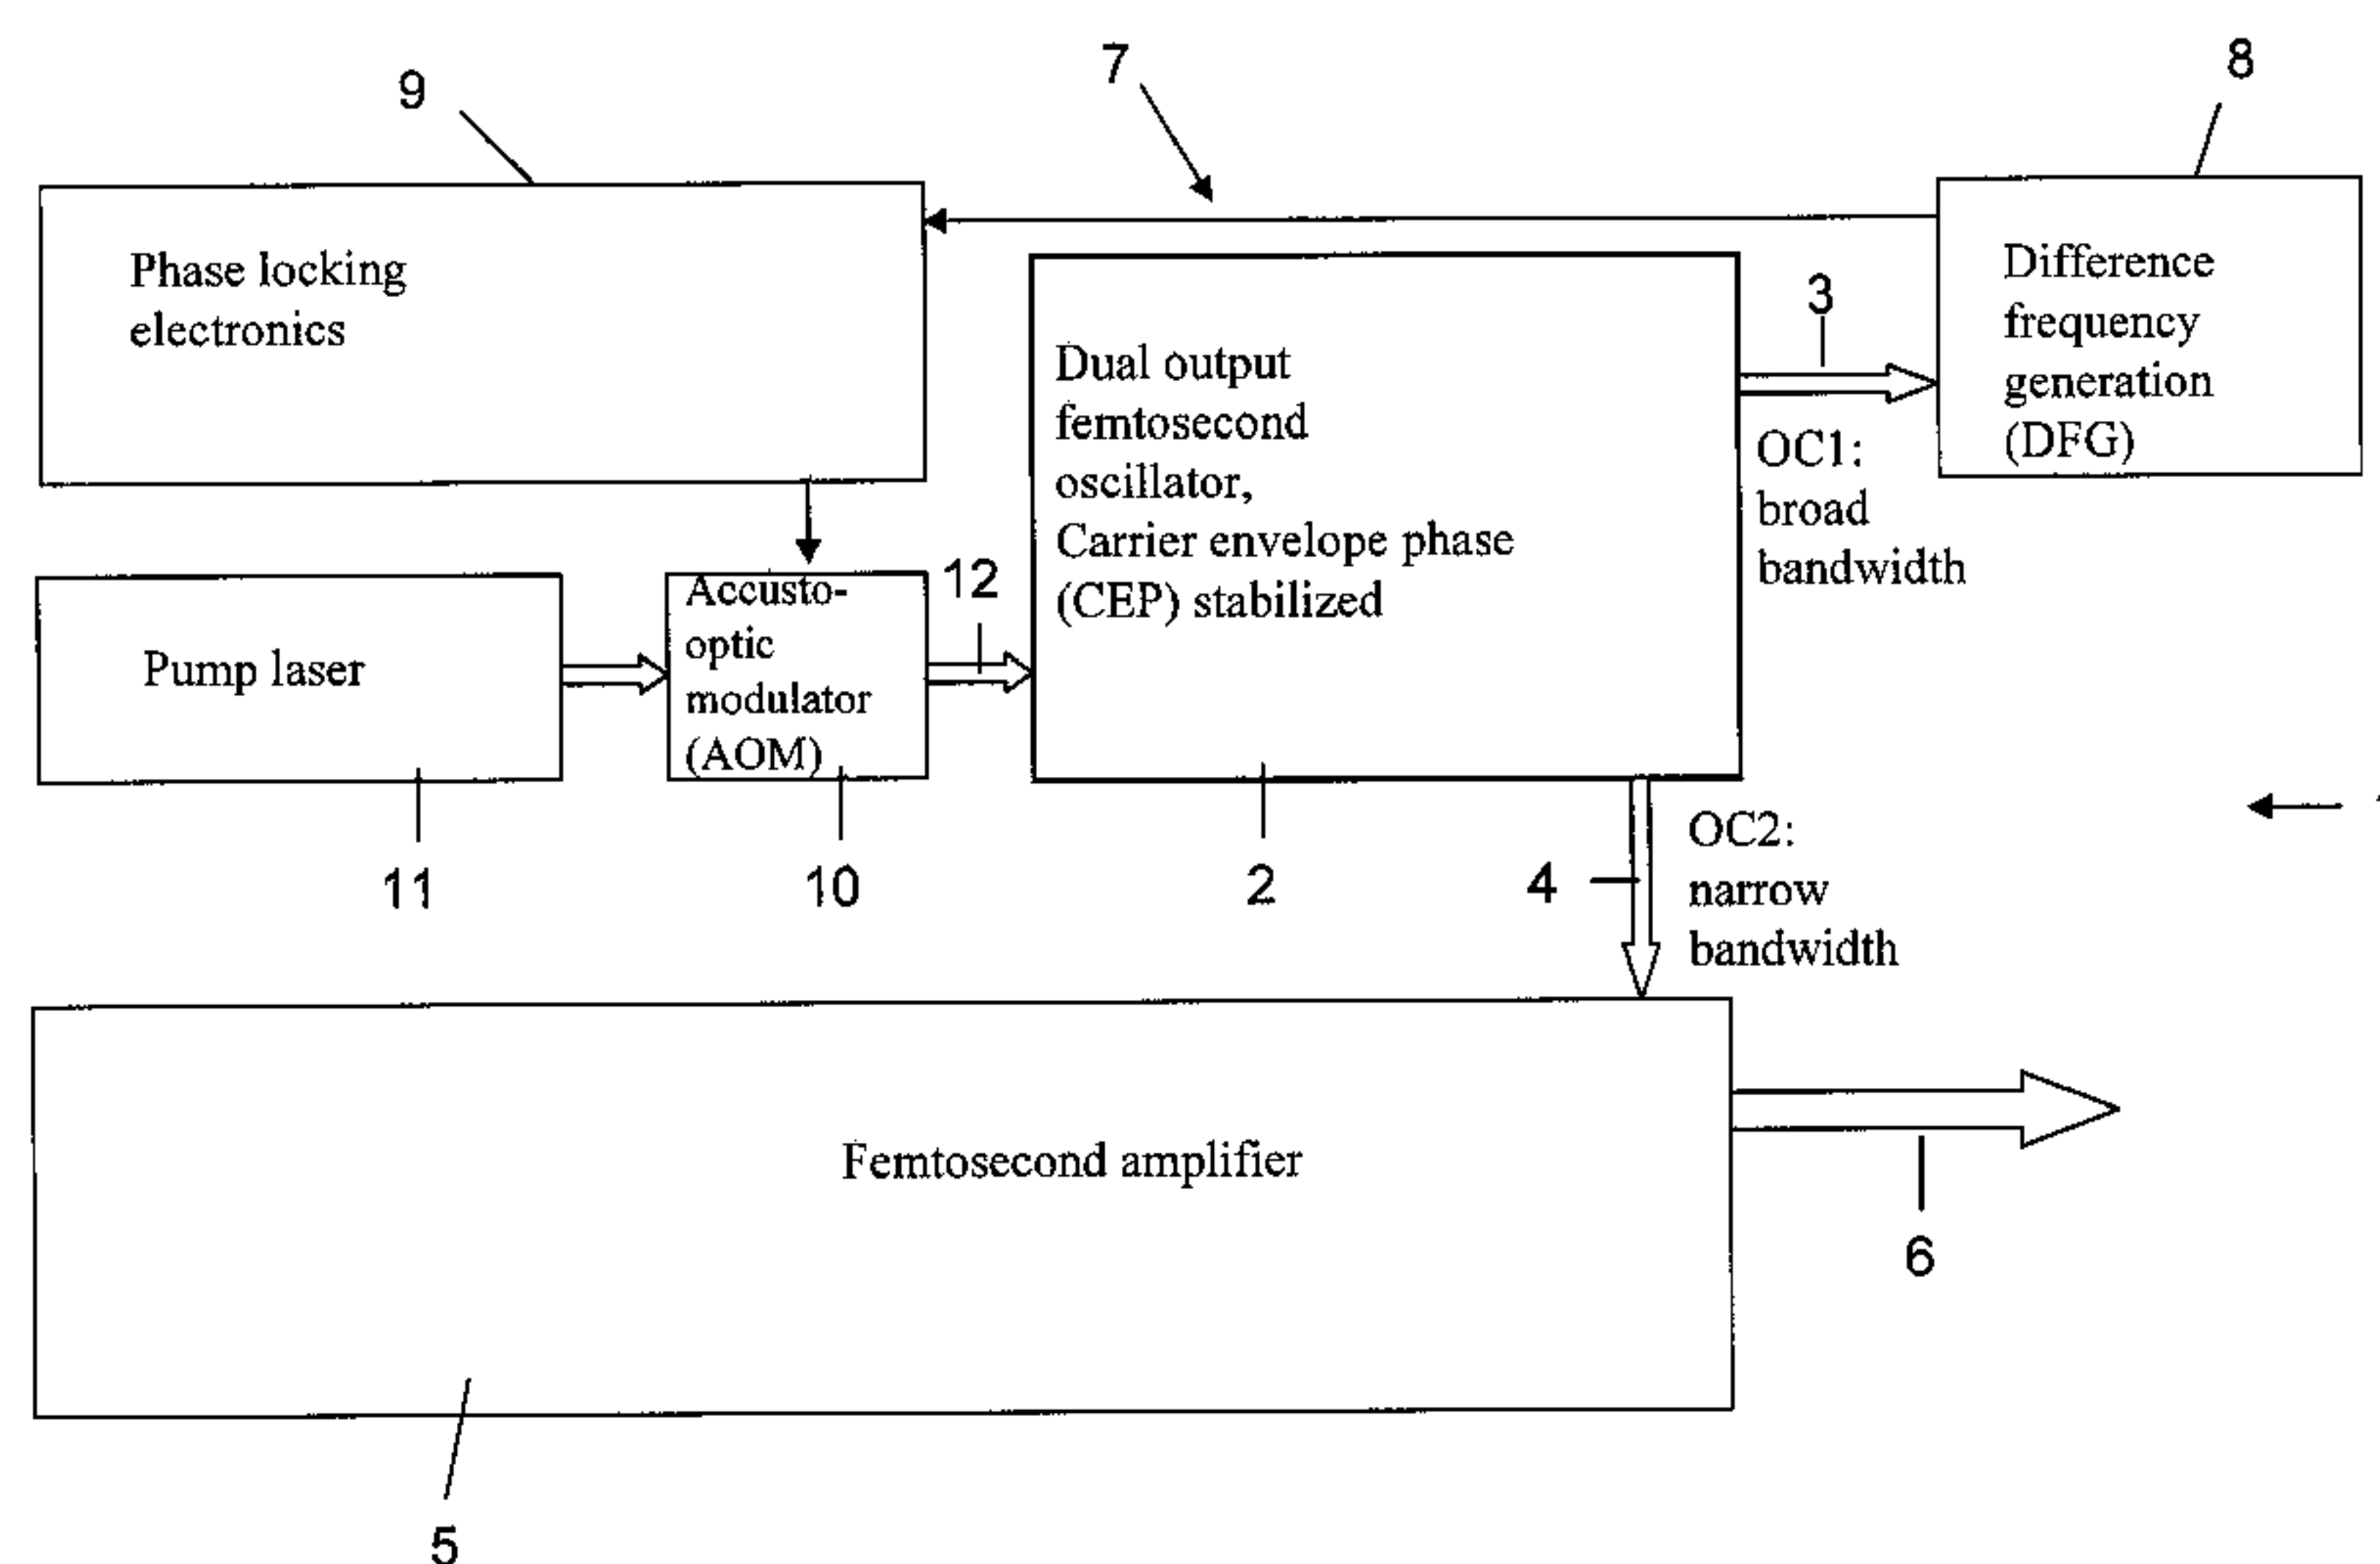 7
8
9
Phase locking
electronics
Difference
frequency
generation
(DFG)
3
Dual output
femtosecond
oscillator,
Carrier envelope phase
(CEP) stabilized
OC1:
broad
bandwidth
Pump laser
Accusto-
optic
modulator
(AOM)
12
11
10
2
4
OC2:
narrow
bandwidth
Femtosecond amplifier
6
5